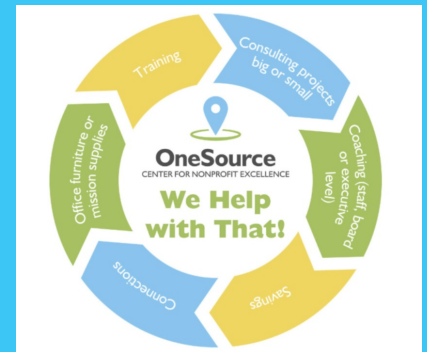 Training
Consulting projects
big or small
Coaching (staff, board
or executive
level)
Savings
Connections
Office furniture or
mission supplies
OneSource
CENTER FOR NONPROFIT EXCELLENCE
We Help
with That!